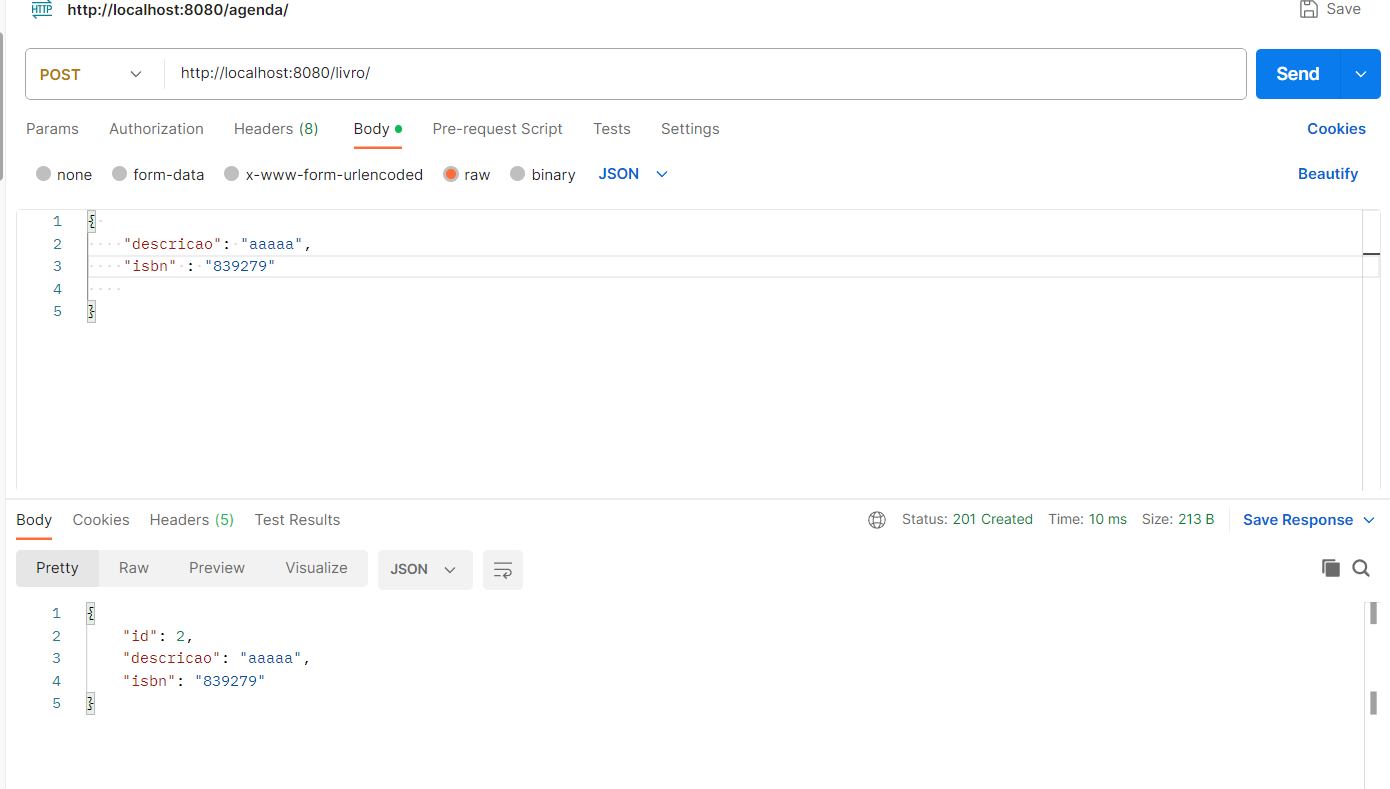 HTTP http://localhost:8080/agenda/ Save
POST http://localhost:8080/livro/ Send
Params Authorization Headers (8) Body Pre-request Script Tests Settings Cookies
none form-data x-www-form-urlencoded raw binary JSON Beautify
1 {
2 "descricao": "aaaaa",
3 "isbn" : "839279"
4
5 }
Body Cookies Headers (5) Test Results Status: 201 Created Time: 10 ms Size: 213 B Save Response
Pretty Raw Preview Visualize JSON
1 {
2 "id": 2,
3 "descricao": "aaaaa",
4 "isbn": "839279"
5 }